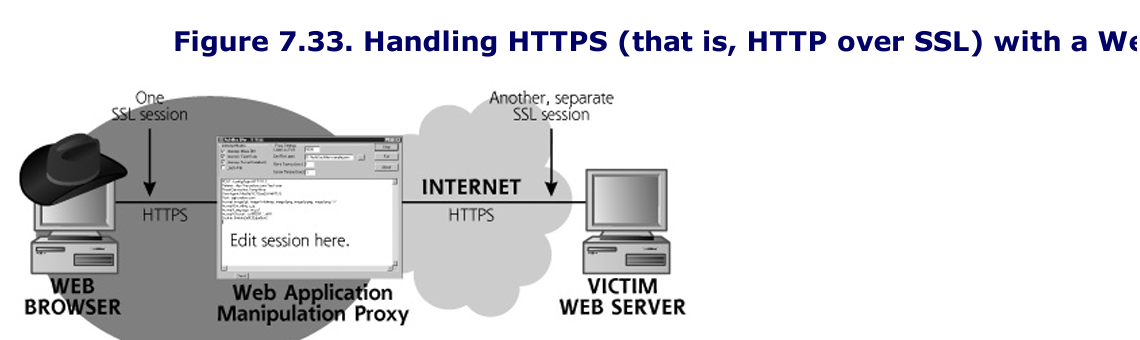 Figure 7.33. Handling HTTPS (that is, HTTP over SSL) with a We
One
SSL session
Another, separate
SSL session
HTTPS
INTERNET
HTTPS
Edit session here.
WEB
BROWSER
Web Application
Manipulation Proxy
VICTIM
WEB SERVER